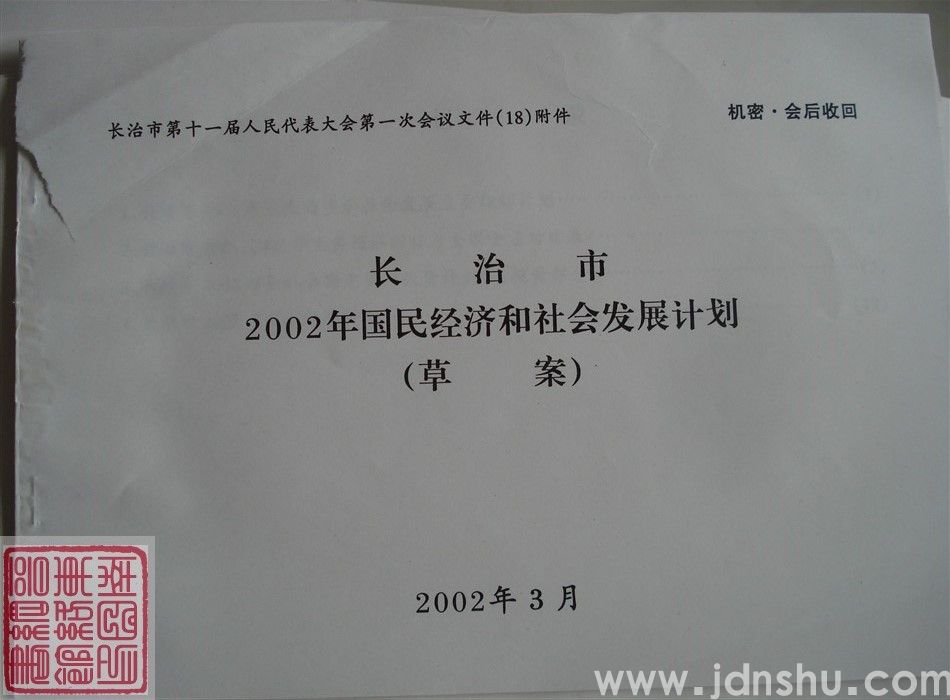 长治市第十一届人民代表大会第一次会议文件(18)附件
机密·会后收回
长治市
2002年国民经济和社会发展计划
(草案)
2002年3月
www.jdnshu.com